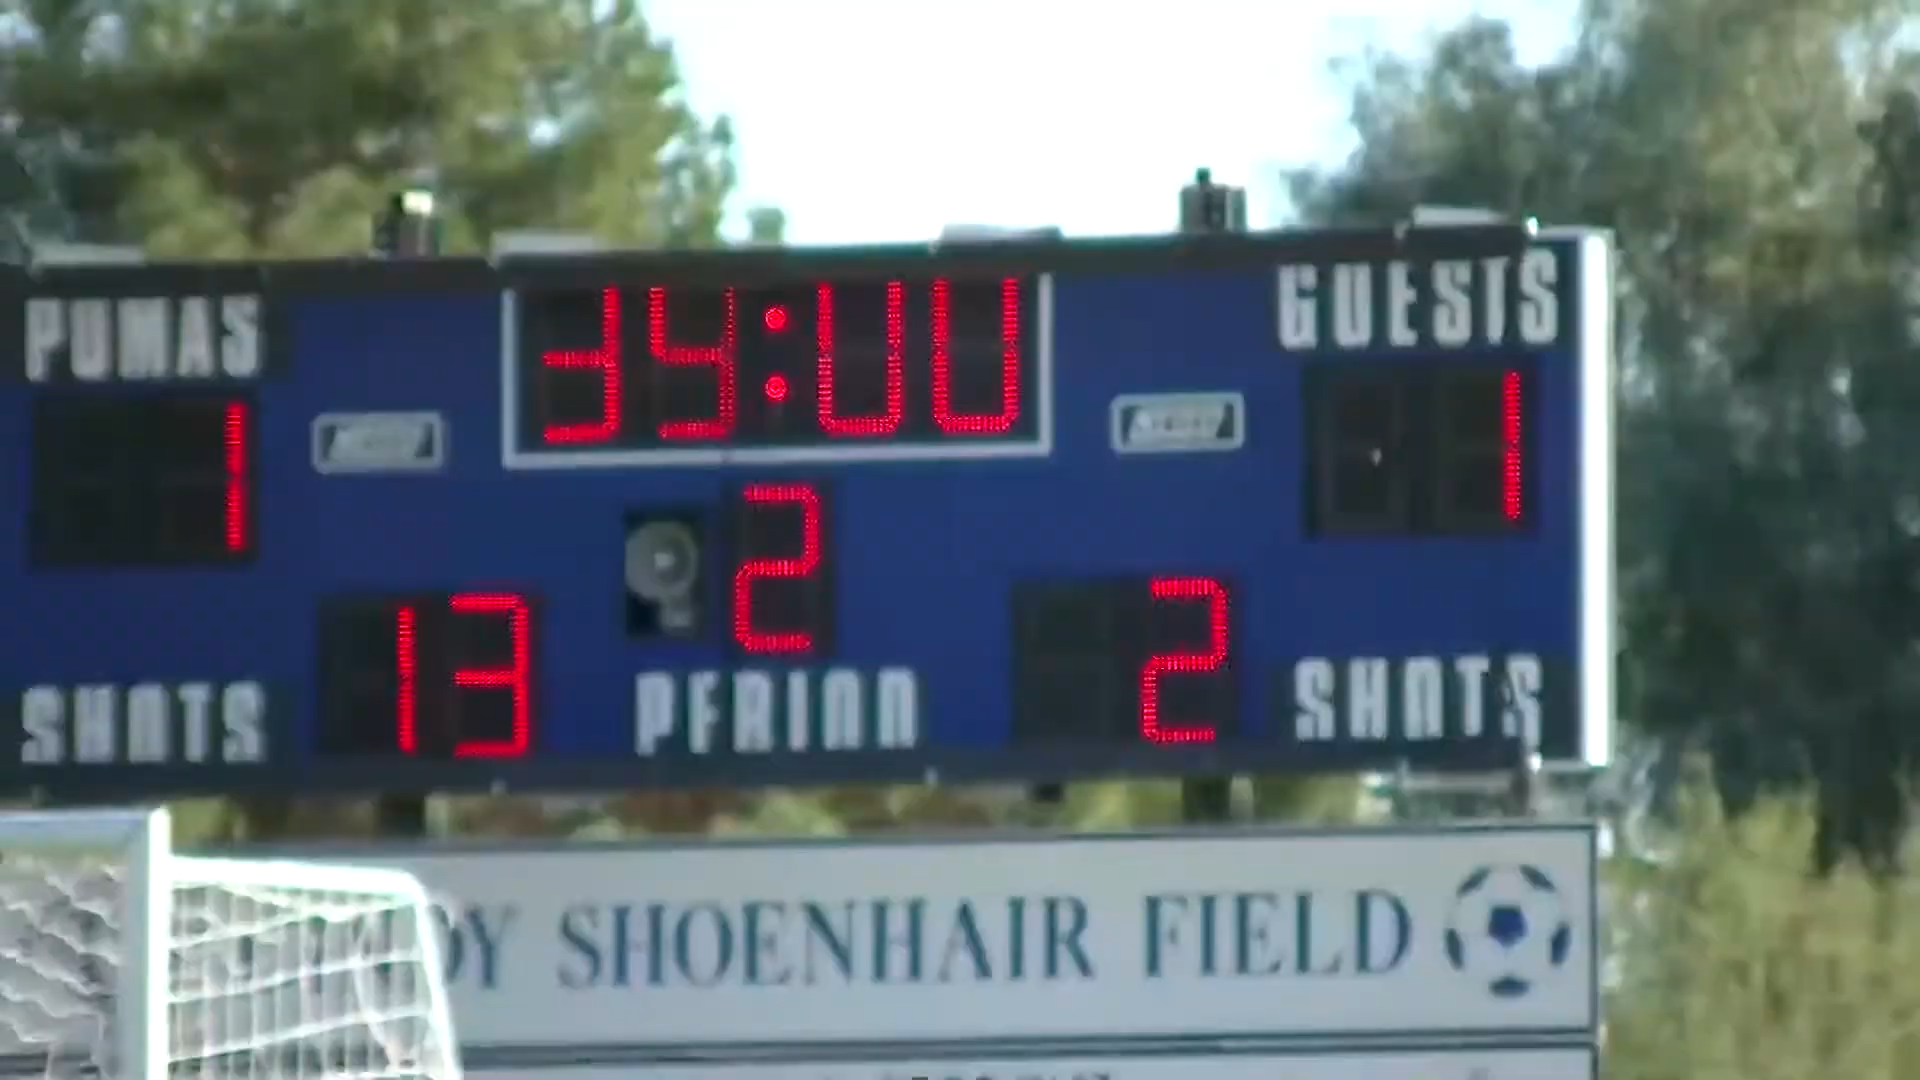 PUMAS 39:00 GUESTS
1 1
2
13 2
SHOTS PERIOD SHOTS
SHOENHAIR FIELD